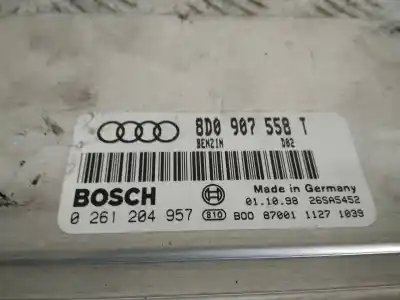 8D0 907 558 T
BENZIN D02
BOSCH
Made in Germany
0 261 204 957 810 01.10.98 26SA5452
B00 87001 1127 1039